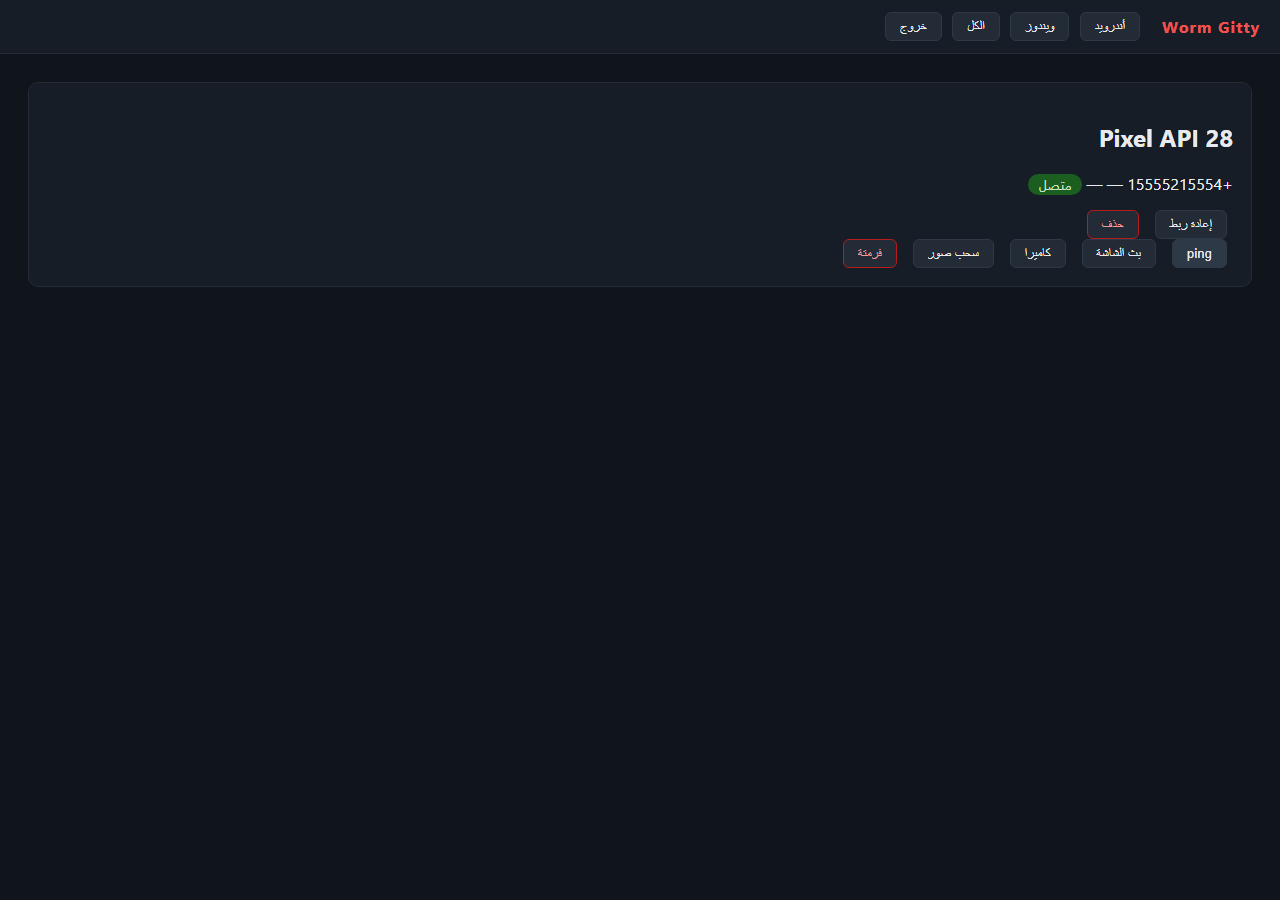 Worm Gitty أندرويد ويندوز الكل خروج
Pixel API 28
+15555215554 — — متصل
إعادة ربط حذف
ping بث الشاشة كاميرا سحب صور فرمتة